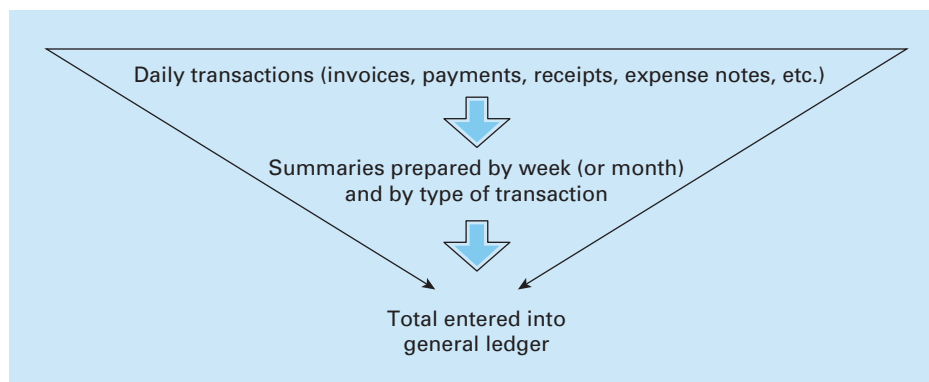 Daily transactions (invoices, payments, receipts, expense notes, etc.)
Summaries prepared by week (or month)
and by type of transaction
Total entered into
general ledger